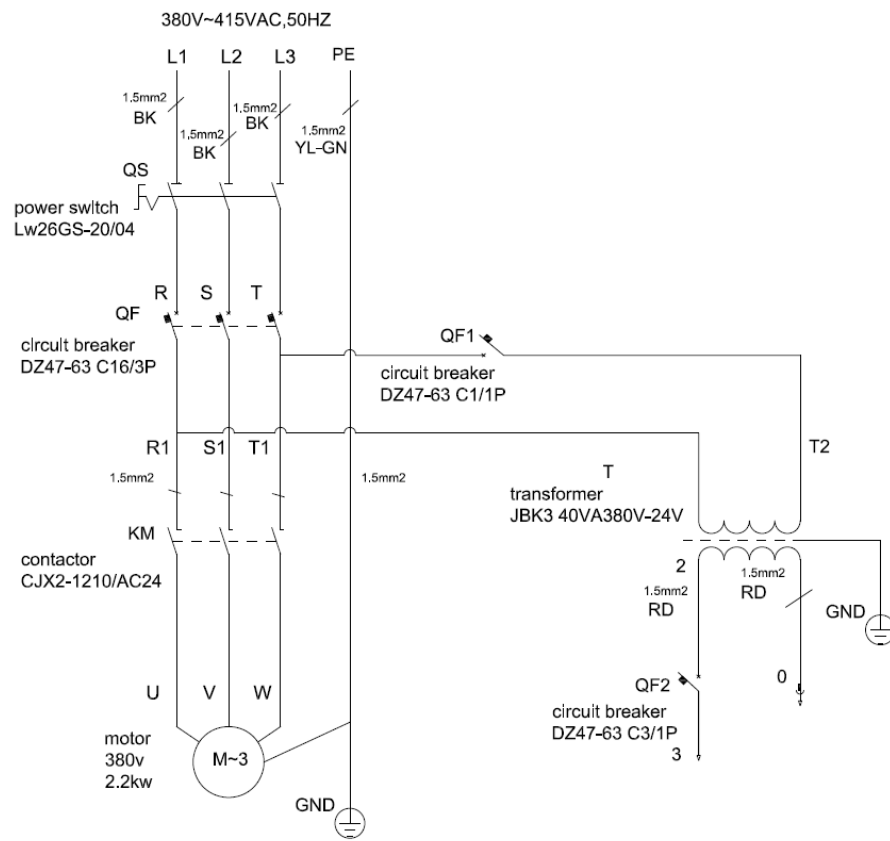 380V~415VAC,50HZ
L1 L2 L3 PE
1.5mm2
BK
1.5mm2
BK
1.5mm2
BK
1.5mm2
YL-GN
QS
power switch
Lw26GS-20/04
R S T
QF
circuit breaker
DZ47-63 C16/3P
QF1
circuit breaker
DZ47-63 C1/1P
R1 S1 T1
T2
1.5mm2
1.5mm2
T
transformer
JBK3 40VA380V-24V
KM
contactor
CJX2-1210/AC24
2
1.5mm2
RD
1.5mm2
RD
GND
U V W
QF2
0
circuit breaker
DZ47-63 C3/1P
3
motor
380v
2.2kw
M~3
GND